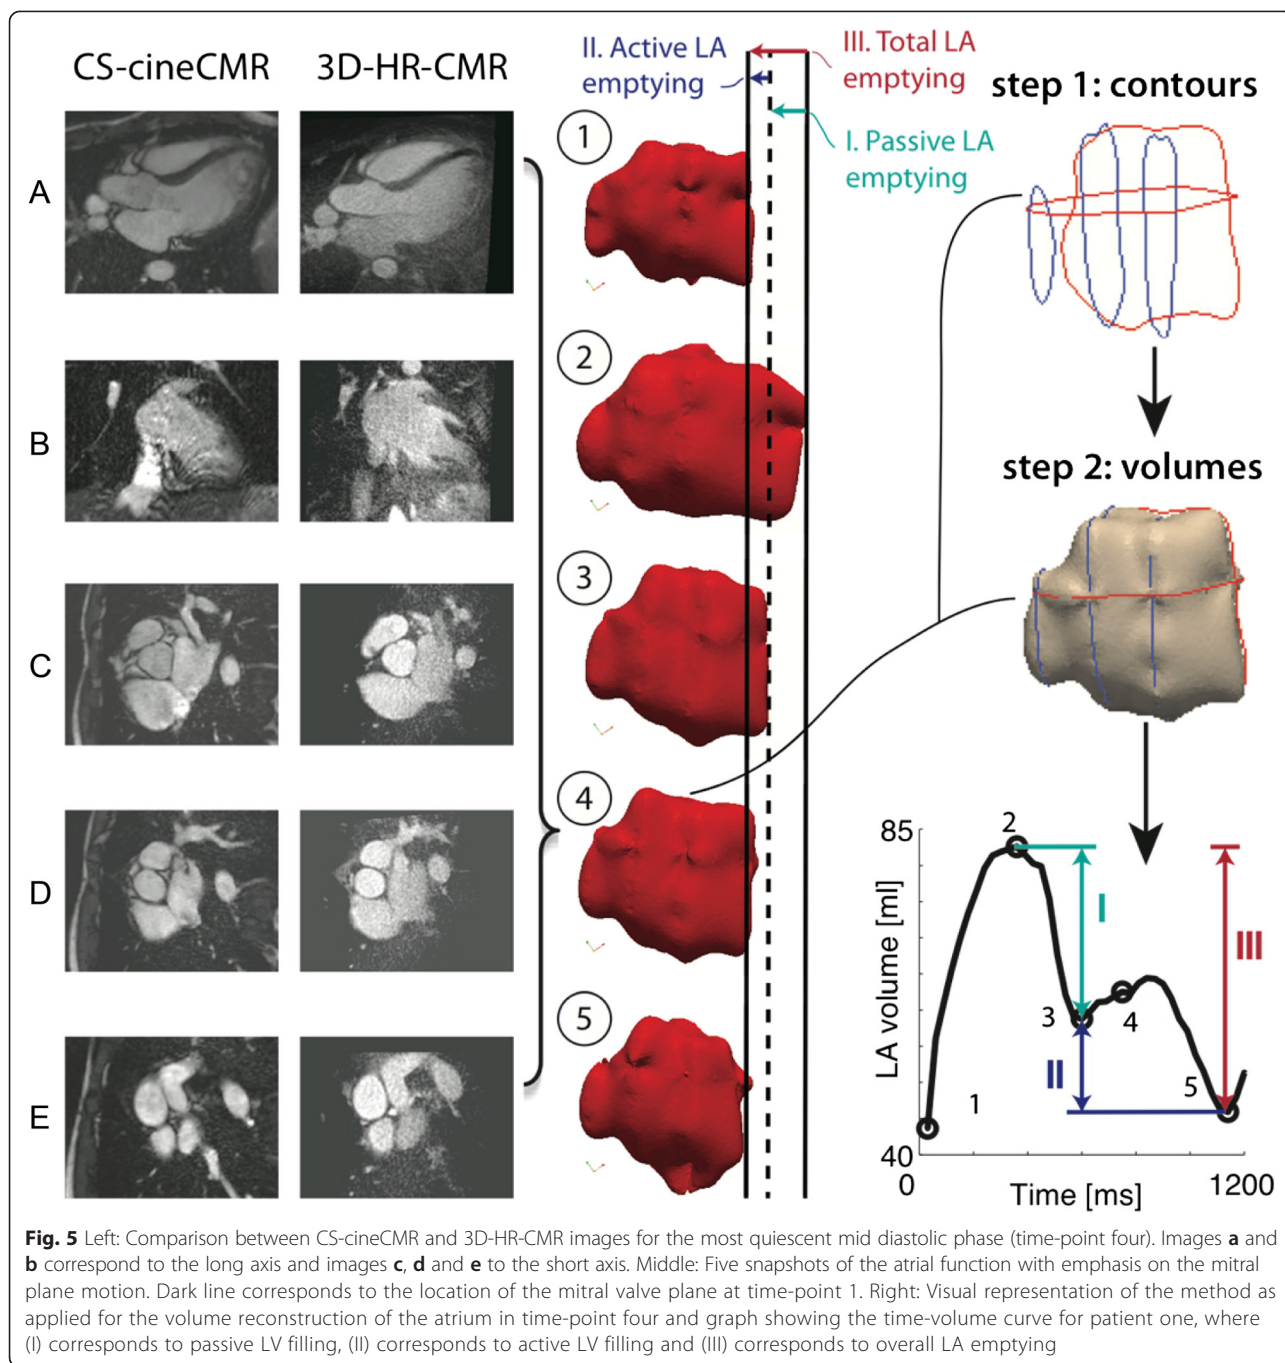 CS-cineCMR 3D-HR-CMR
II. Active LA
emptying
III. Total LA
emptying
I. Passive LA
emptying
step 1: contours
step 2: volumes
A
B
C
D
E
1
2
3
4
5
85
LA volume [ml]
40
0
Time [ms]
1200
1
2
3
4
5
I
II
III
Fig. 5 Left: Comparison between CS-cineCMR and 3D-HR-CMR images for the most quiescent mid diastolic phase (time-point four). Images a and
b correspond to the long axis and images c, d and e to the short axis. Middle: Five snapshots of the atrial function with emphasis on the mitral
plane motion. Dark line corresponds to the location of the mitral valve plane at time-point 1. Right: Visual representation of the method as
applied for the volume reconstruction of the atrium in time-point four and graph showing the time-volume curve for patient one, where
(I) corresponds to passive LV filling, (II) corresponds to active LV filling and (III) corresponds to overall LA emptying